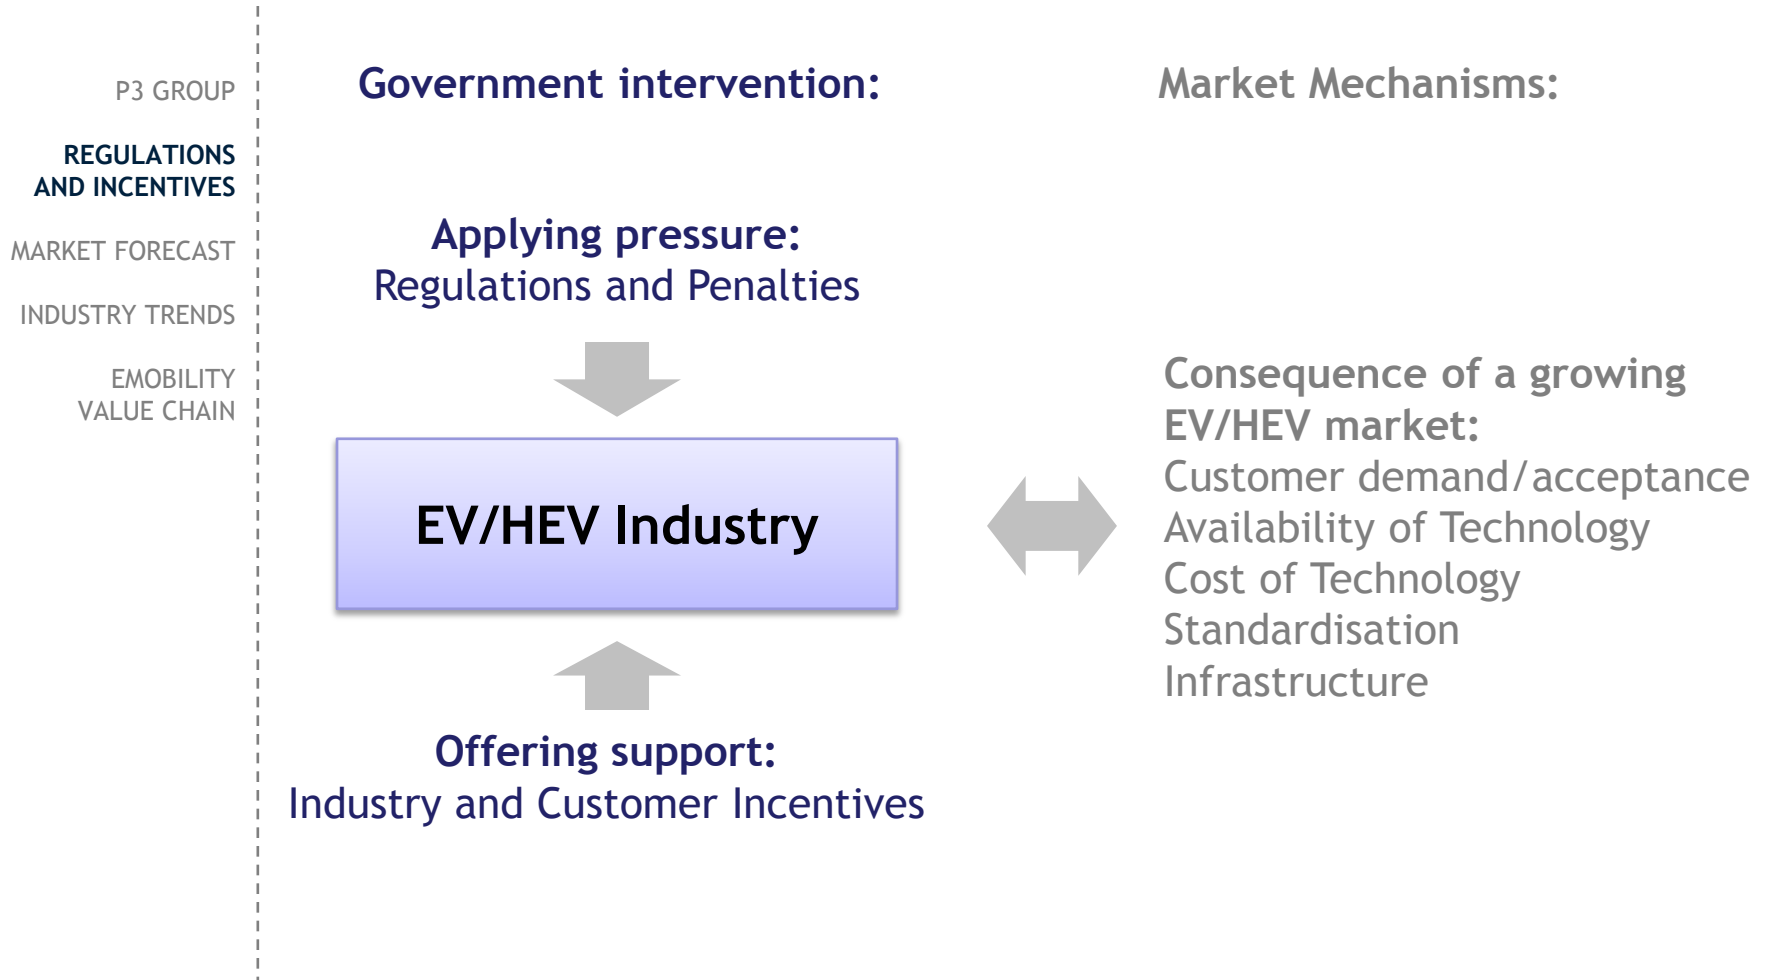 P3 GROUP
REGULATIONS
AND INCENTIVES
MARKET FORECAST
INDUSTRY TRENDS
EMOBILITY
VALUE CHAIN
Government intervention:
Applying pressure:
Regulations and Penalties
EV/HEV Industry
Offering support:
Industry and Customer Incentives
Market Mechanisms:
Consequence of a growing
EV/HEV market:
Customer demand/acceptance
Availability of Technology
Cost of Technology
Standardisation
Infrastructure